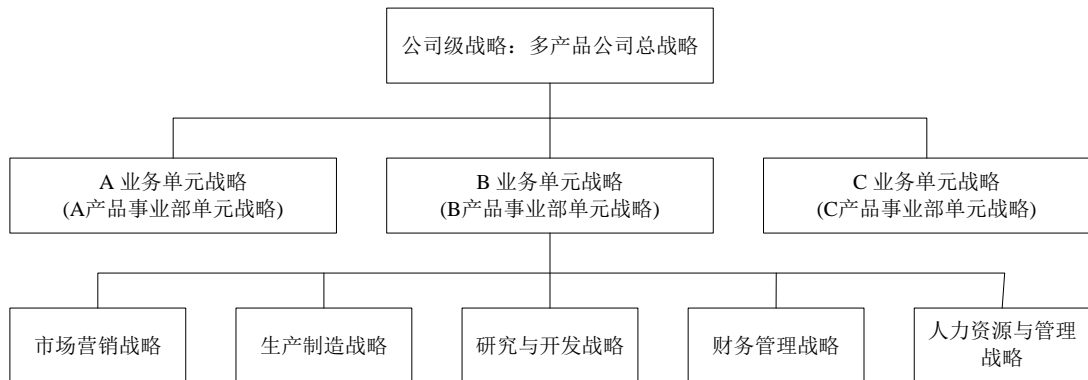 公司级战略：多产品公司总战略
A 业务单元战略
(A产品事业部单元战略)
B 业务单元战略
(B产品事业部单元战略)
C 业务单元战略
(C产品事业部单元战略)
市场营销战略
生产制造战略
研究与开发战略
财务管理战略
人力资源与管理
战略